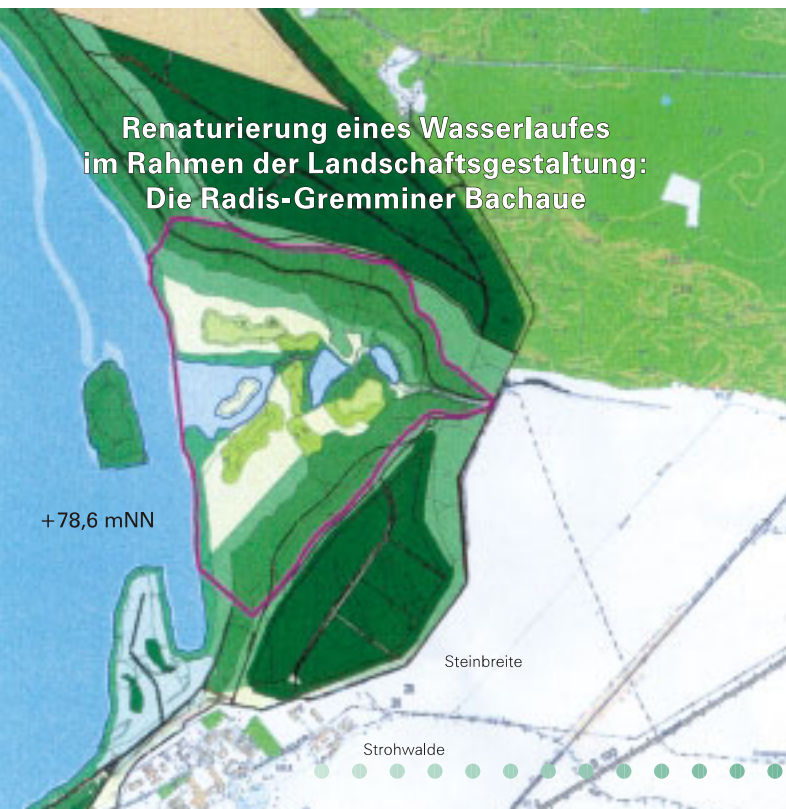 Renaturierung eines Wasserlaufes
im Rahmen der Landschaftsgestaltung:
Die Radis-Gremminer Bachaue
+78,6 mNN
Steinbreite
Strohwalde